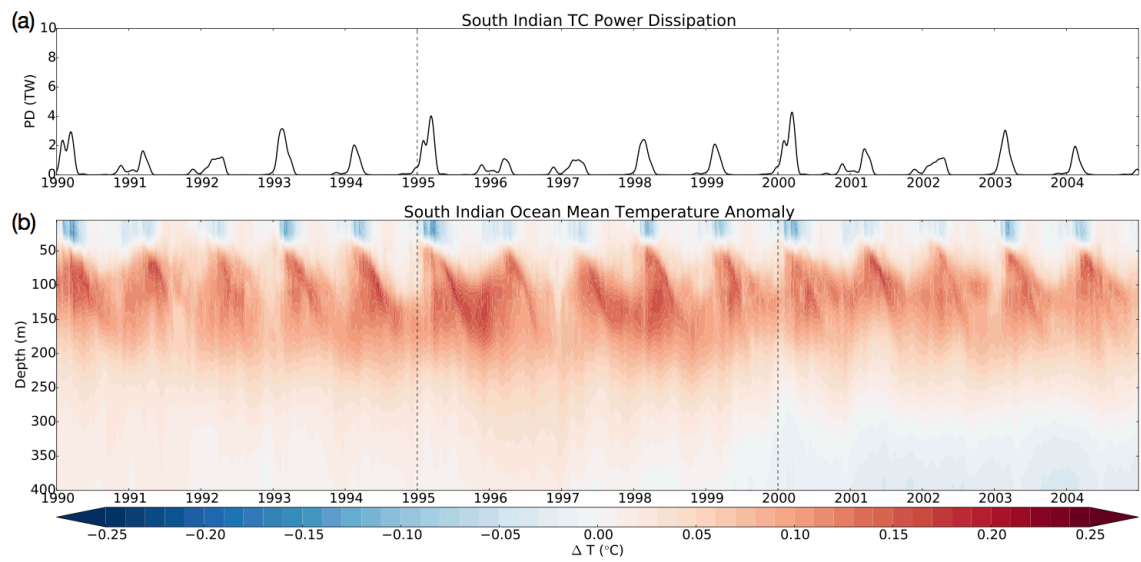 (a)
South Indian TC Power Dissipation
10
8
6
4
2
0
PD (TW)
1990 1991 1992 1993 1994 1995 1996 1997 1998 1999 2000 2001 2002 2003 2004
(b)
South Indian Ocean Mean Temperature Anomaly
50
100
150
200
250
300
350
400
Depth (m)
1990 1991 1992 1993 1994 1995 1996 1997 1998 1999 2000 2001 2002 2003 2004
−0.25 −0.20 −0.15 −0.10 −0.05 0.00 0.05 0.10 0.15 0.20 0.25
Δ T (°C)